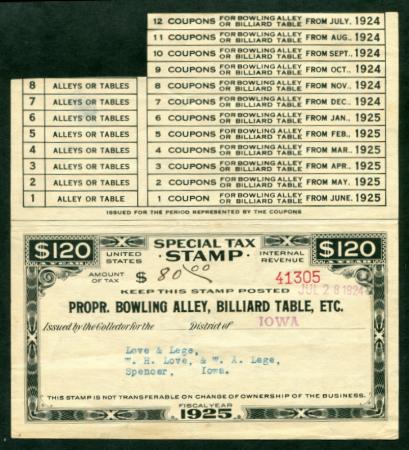 12 COUPONS FOR BOWLING ALLEY OR BILLIARD TABLE FROM JULY, 1924
11 COUPONS FOR BOWLING ALLEY OR BILLIARD TABLE FROM AUG., 1924
10 COUPONS FOR BOWLING ALLEY OR BILLIARD TABLE FROM SEPT., 1924
9 COUPONS FOR BOWLING ALLEY OR BILLIARD TABLE FROM OCT., 1924
8 ALLEYS OR TABLES 8 COUPONS FOR BOWLING ALLEY OR BILLIARD TABLE FROM NOV., 1924
7 ALLEYS OR TABLES 7 COUPONS FOR BOWLING ALLEY OR BILLIARD TABLE FROM DEC., 1924
6 ALLEYS OR TABLES 6 COUPONS FOR BOWLING ALLEY OR BILLIARD TABLE FROM JAN., 1925
5 ALLEYS OR TABLES 5 COUPONS FOR BOWLING ALLEY OR BILLIARD TABLE FROM FEB., 1925
4 ALLEYS OR TABLES 4 COUPONS FOR BOWLING ALLEY OR BILLIARD TABLE FROM MAR., 1925
3 ALLEYS OR TABLES 3 COUPONS FOR BOWLING ALLEY OR BILLIARD TABLE FROM APR., 1925
2 ALLEYS OR TABLES 2 COUPONS FOR BOWLING ALLEY OR BILLIARD TABLE FROM MAY, 1925
1 ALLEY OR TABLE 1 COUPON FOR BOWLING ALLEY OR BILLIARD TABLE FROM JUNE, 1925
ISSUED FOR THE PERIOD REPRESENTED BY THE COUPONS
$120 A YEAR SPECIAL TAX $120 A YEAR
UNITED STATES STAMP INTERNAL REVENUE
AMOUNT OF TAX $ 80.00 41305
KEEP THIS STAMP POSTED JUL 28 1924
PROPR. BOWLING ALLEY, BILLIARD TABLE, ETC.
Issued by the Collector for the District of IOWA
Love & Lege,
W. H. Love, & W. A. Lege,
Spencer, Iowa.
THIS STAMP IS NOT TRANSFERABLE ON CHANGE OF OWNERSHIP OF THE BUSINESS.
FISCAL YEAR
1925